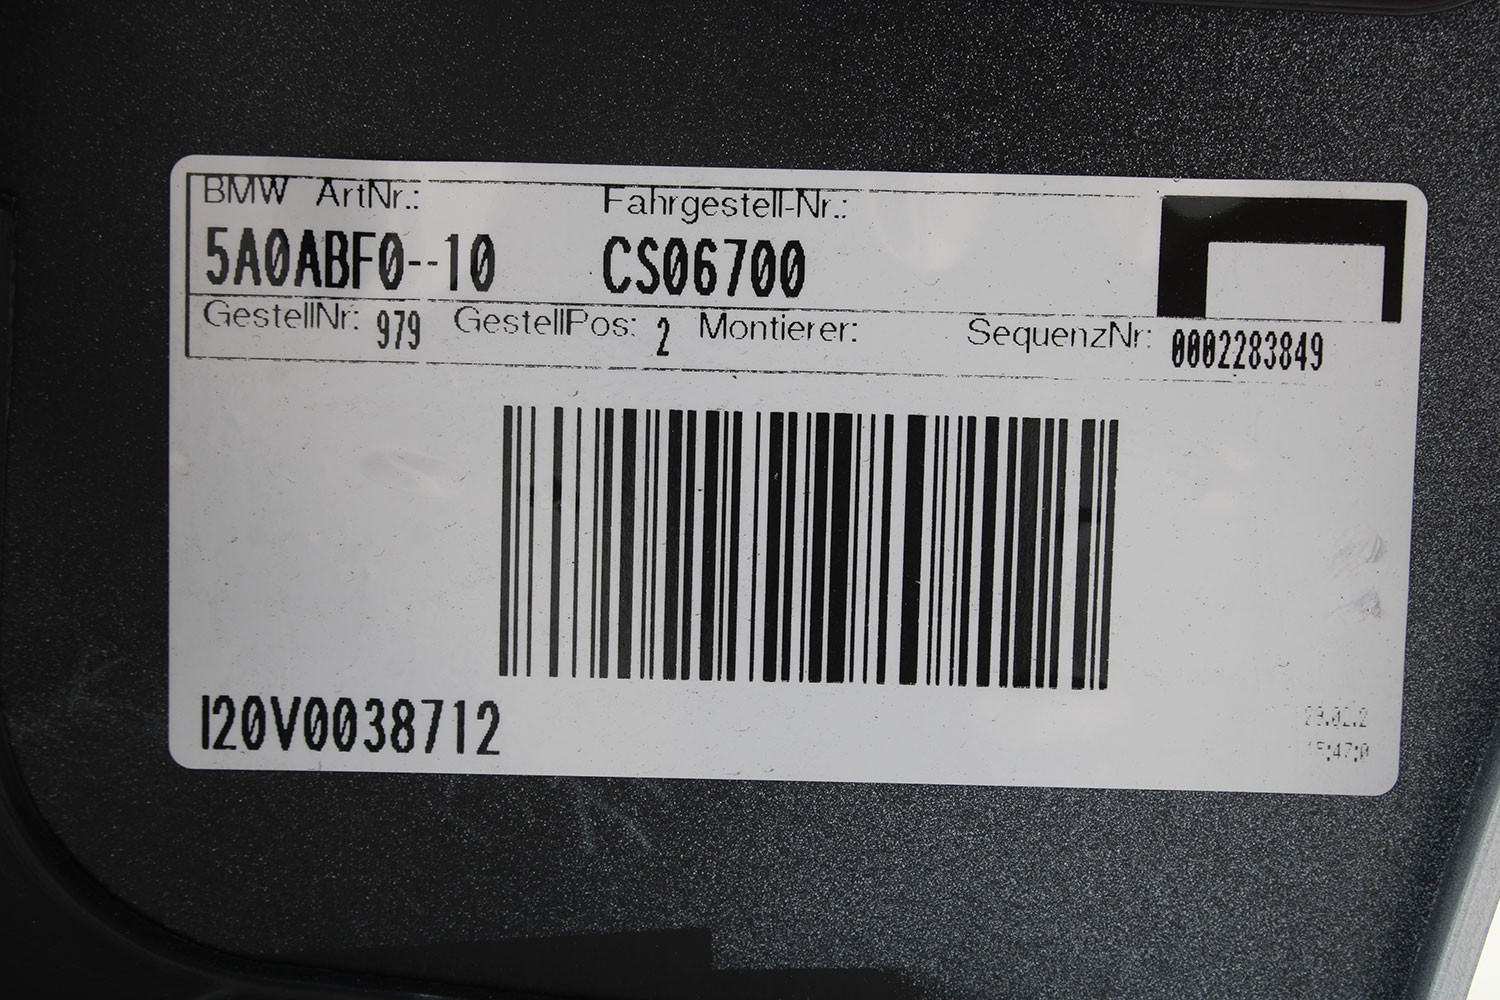 BMW ArtNr.: Fahrgestell-Nr.:
5A0ABF0--10 CS06700
GestellNr: 979 GestellPos: 2 Montierer: SequenzNr: 0002283849
I20V0038712